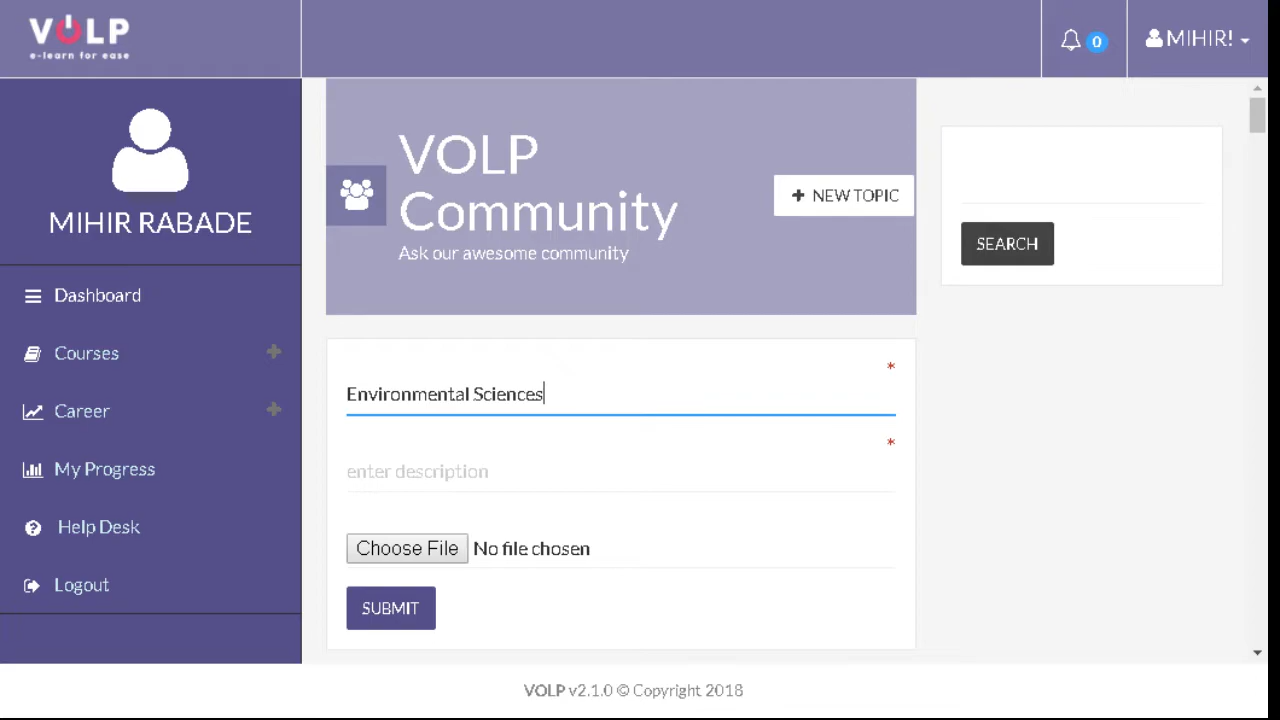 VOLP
e-learn for ease
0
MIHIR!
MIHIR RABADE
Dashboard
Courses
Career
My Progress
Help Desk
Logout
VOLP
Community
Ask our awesome community
NEW TOPIC
SEARCH
*
Environmental Sciences
*
enter description
Choose File No file chosen
SUBMIT
VOLP v2.1.0 © Copyright 2018